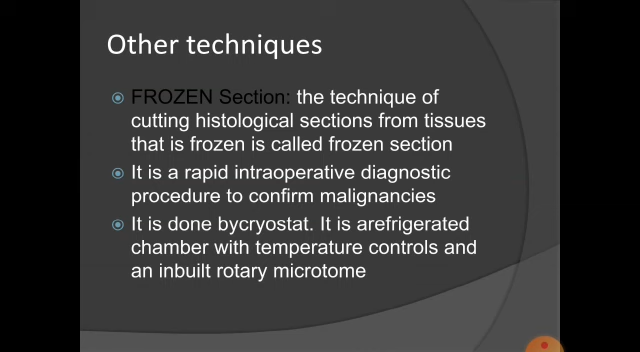 Other techniques
FROZEN Section: the technique of
cutting histological sections from tissues
that is frozen is called frozen section
It is a rapid intraoperative diagnostic
procedure to confirm malignancies
It is done bycryostat. It is arefrigerated
chamber with temperature controls and
an inbuilt rotary microtome